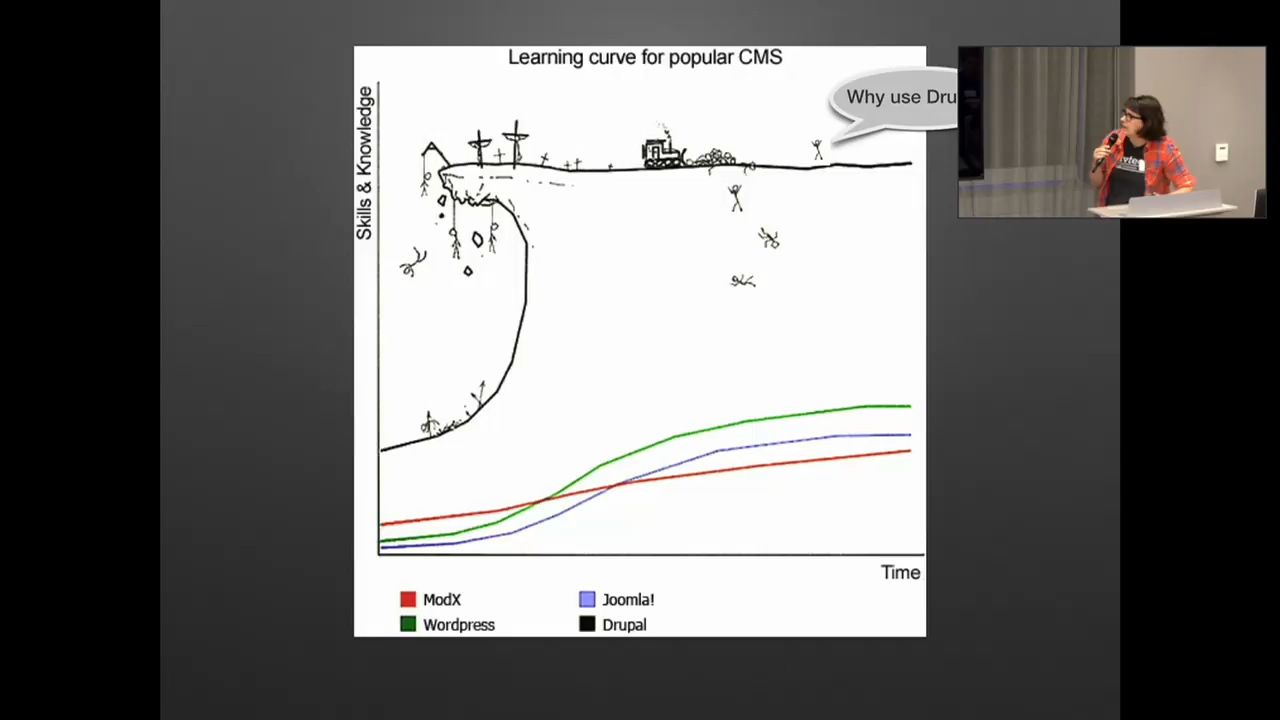 Learning curve for popular CMS
Why use Dru
Skills & Knowledge
Time
ModX
Joomla!
Wordpress
Drupal